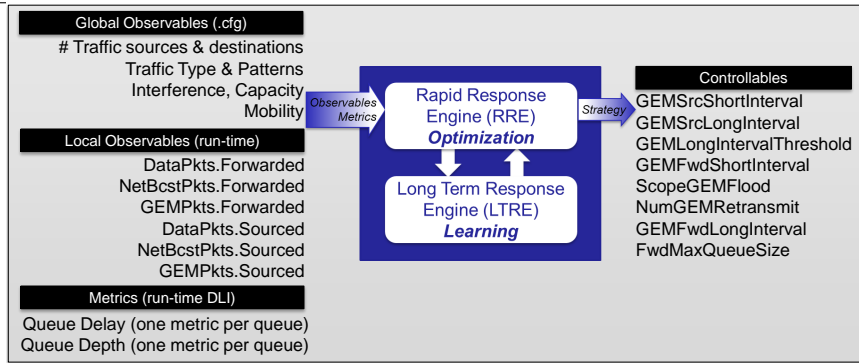 Global Observables (.cfg)
# Traffic sources & destinations
Traffic Type & Patterns
Interference, Capacity
Mobility
Local Observables (run-time)
DataPkts.Forwarded
NetBcstPkts.Forwarded
GEMPkts.Forwarded
DataPkts.Sourced
NetBcstPkts.Sourced
GEMPkts.Sourced
Metrics (run-time DLI)
Queue Delay (one metric per queue)
Queue Depth (one metric per queue)
Observables
Metrics
Rapid Response
Engine (RRE)
Optimization
Long Term Response
Engine (LTRE)
Learning
Strategy
Controllables
GEMSrcShortInterval
GEMSrcLongInterval
GEMLongIntervalThreshold
GEMFwdShortInterval
ScopeGEMFlood
NumGEMRetransmit
GEMFwdLongInterval
FwdMaxQueueSize